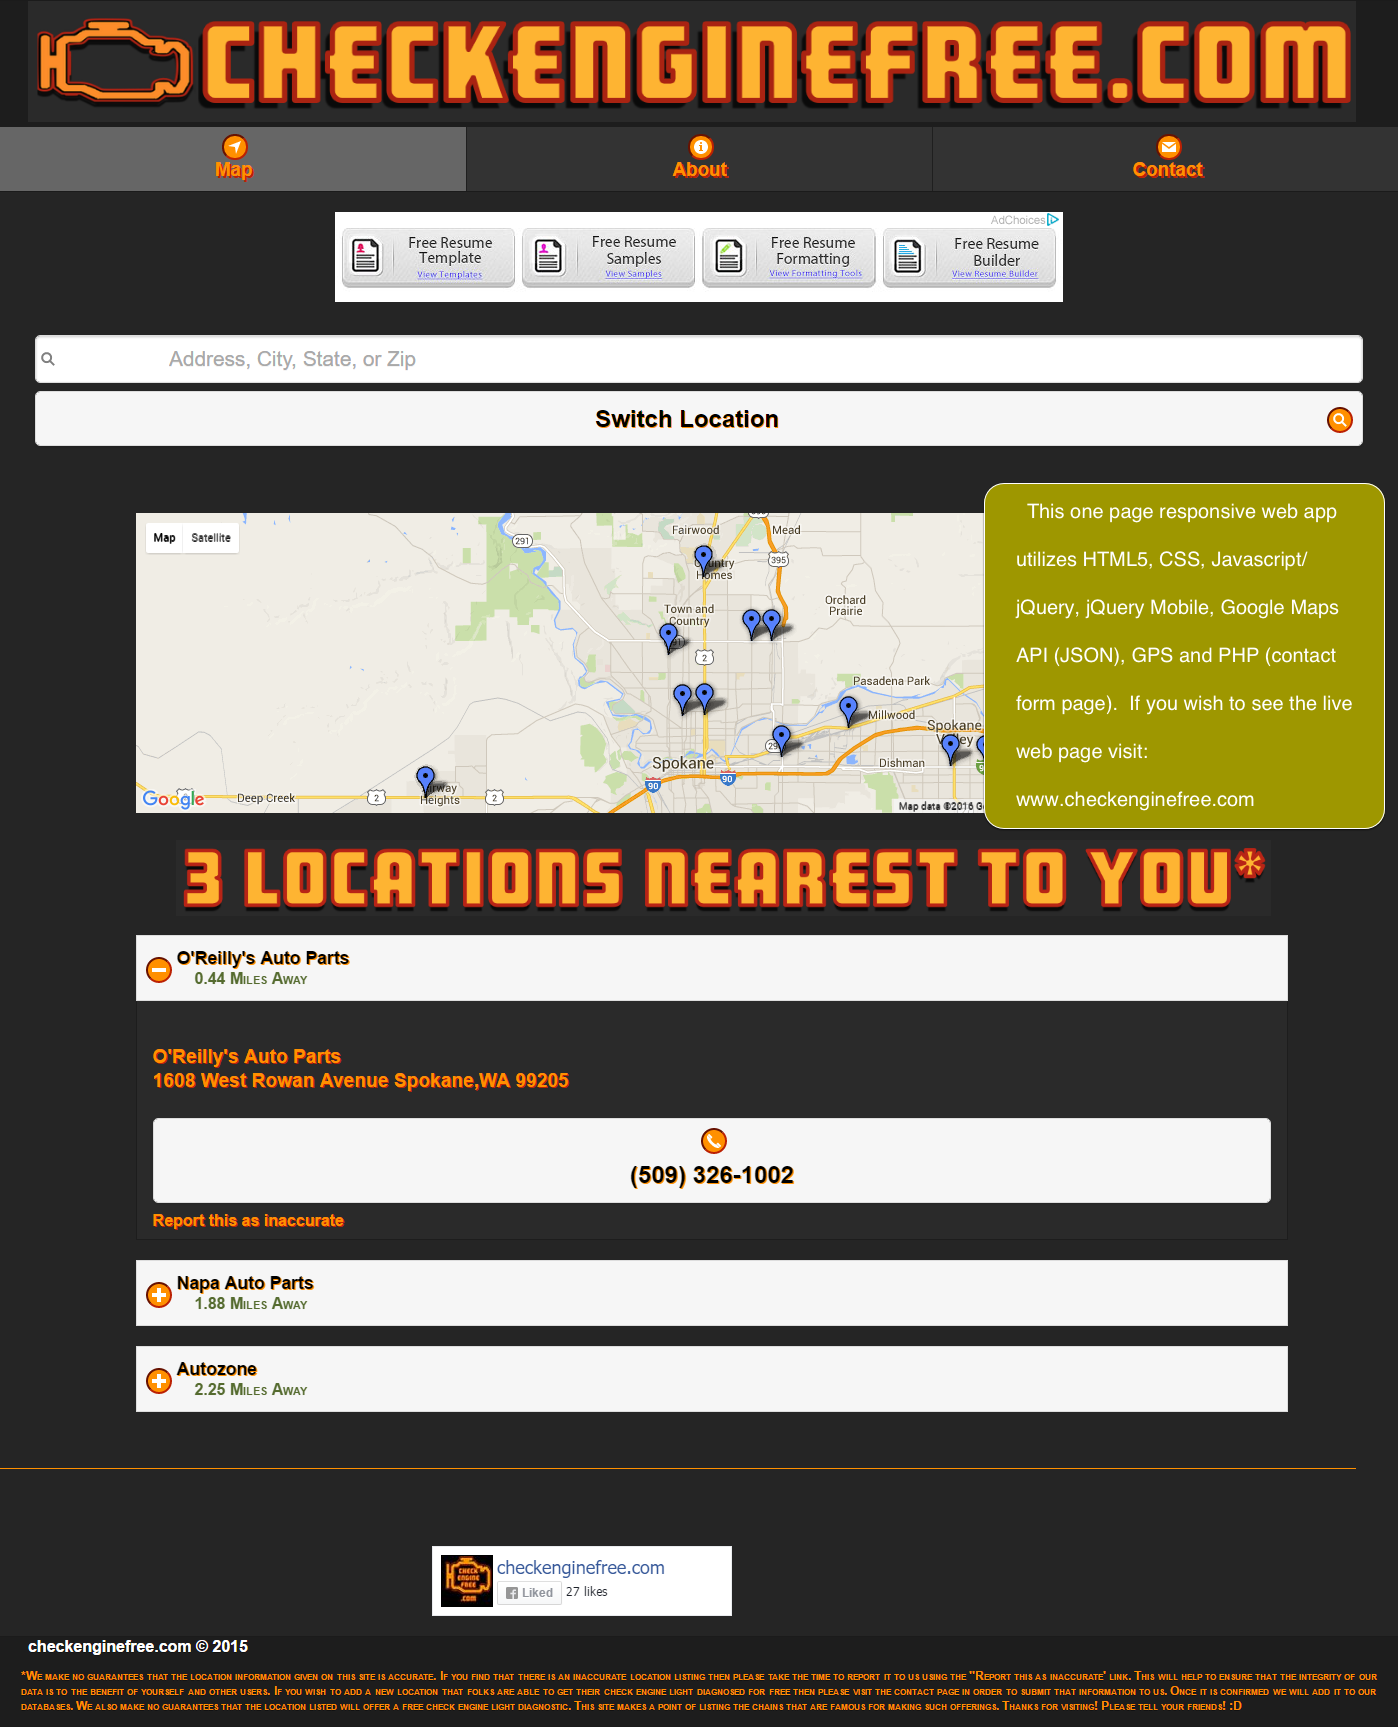 CHECKENGINEFREE.COM
Map
About
Contact
AdChoices
Free Resume
Template
View Templates
Free Resume
Samples
View Samples
Free Resume
Formatting
View Formatting Tools
Free Resume
Builder
View Resume Builder
Address, City, State, or Zip
Switch Location
Map Satellite
291
Fairwood
Mead
395
Country
Homes
Town and
Country
Orchard
Prairie
2
Pasadena Park
Millwood
Spokane
Valley
Dishman
Spokane
90
90
Airway
Heights
Deep Creek
2
2
Google
Map data ©2016 Go
This one page responsive web app
utilizes HTML5, CSS, Javascript/
jQuery, jQuery Mobile, Google Maps
API (JSON), GPS and PHP (contact
form page).  If you wish to see the live
web page visit:
www.checkenginefree.com
3 LOCATIONS NEAREST TO YOU*
O'Reilly's Auto Parts
0.44 Miles Away
O'Reilly's Auto Parts
1608 West Rowan Avenue Spokane,WA 99205
(509) 326-1002
Report this as inaccurate
Napa Auto Parts
1.88 Miles Away
Autozone
2.25 Miles Away
CHECK
ENGINE
FREE
.COM
checkenginefree.com
Liked
27 likes
checkenginefree.com © 2015
*We make no guarantees that the location information given on this site is accurate. If you find that there is an inaccurate location listing then please take the time to report it to us using the "Report this as inaccurate' link. This will help to ensure that the integrity of our
data is to the benefit of yourself and other users. If you wish to add a new location that folks are able to get their check engine light diagnosed for free then please visit the contact page in order to submit that information to us. Once it is confirmed we will add it to our
databases. We also make no guarantees that the location listed will offer a free check engine light diagnostic. This site makes a point of listing the chains that are famous for making such offerings. Thanks for visiting! Please tell your friends! :D